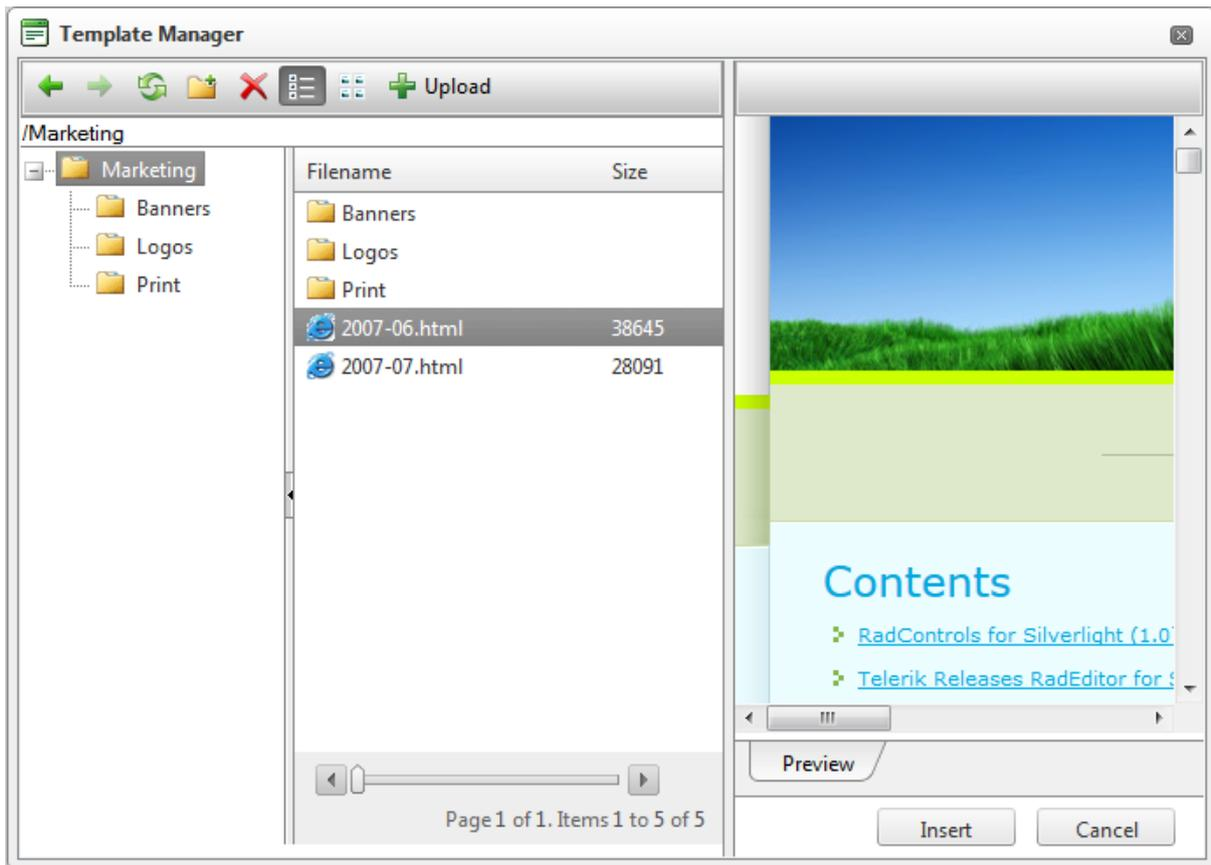 Template Manager
Upload
/Marketing
Marketing
Banners
Logos
Print
Filename Size
Banners
Logos
Print
2007-06.html 38645
2007-07.html 28091
Page 1 of 1. Items 1 to 5 of 5
Contents
RadControls for Silverlight (1.0
Telerik Releases RadEditor for
Preview
Insert Cancel